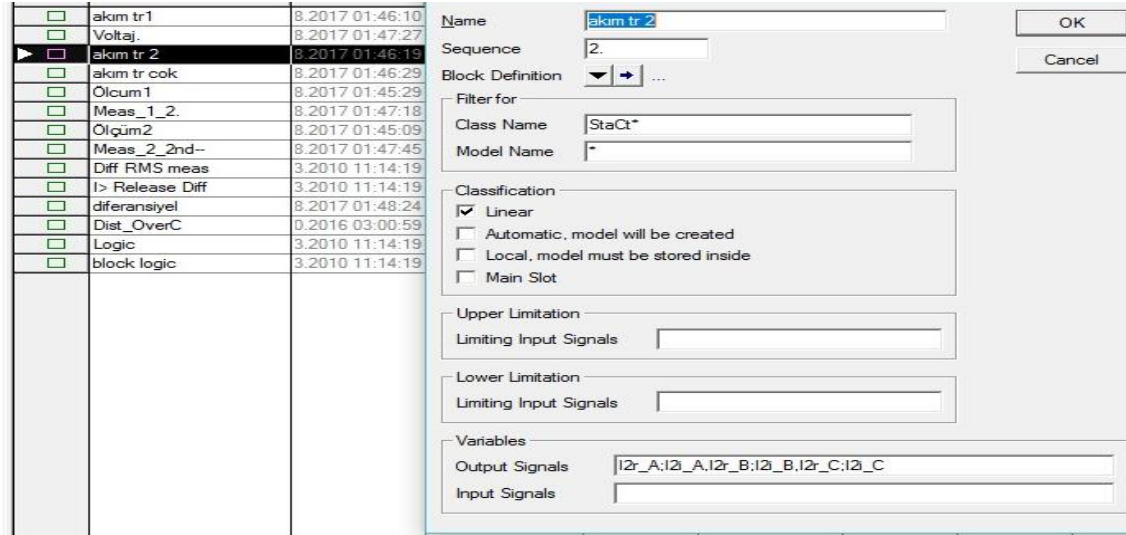 akım tr1 8.2017 01:46:10
Voltaj. 8.2017 01:47:27
akım tr 2 8.2017 01:46:19
akım tr cok 8.2017 01:46:29
Ölcum1 8.2017 01:45:29
Meas_1_2. 8.2017 01:47:18
Ölçüm2 8.2017 01:45:09
Meas_2_2nd-- 8.2017 01:47:45
Diff RMS meas 3.2010 11:14:19
I> Release Diff 3.2010 11:14:19
diferansiyel 8.2017 01:48:24
Dist_OverC 0.2016 03:00:59
Logic 3.2010 11:14:19
block logic 3.2010 11:14:19
Name akım tr 2
OK
Sequence 2.
Cancel
Block Definition ...
Filter for
Class Name StaCt*
Model Name *
Classification
Linear
Automatic, model will be created
Local, model must be stored inside
Main Slot
Upper Limitation
Limiting Input Signals
Lower Limitation
Limiting Input Signals
Variables
Output Signals I2r_A;I2i_A,I2r_B;I2i_B,I2r_C;I2i_C
Input Signals